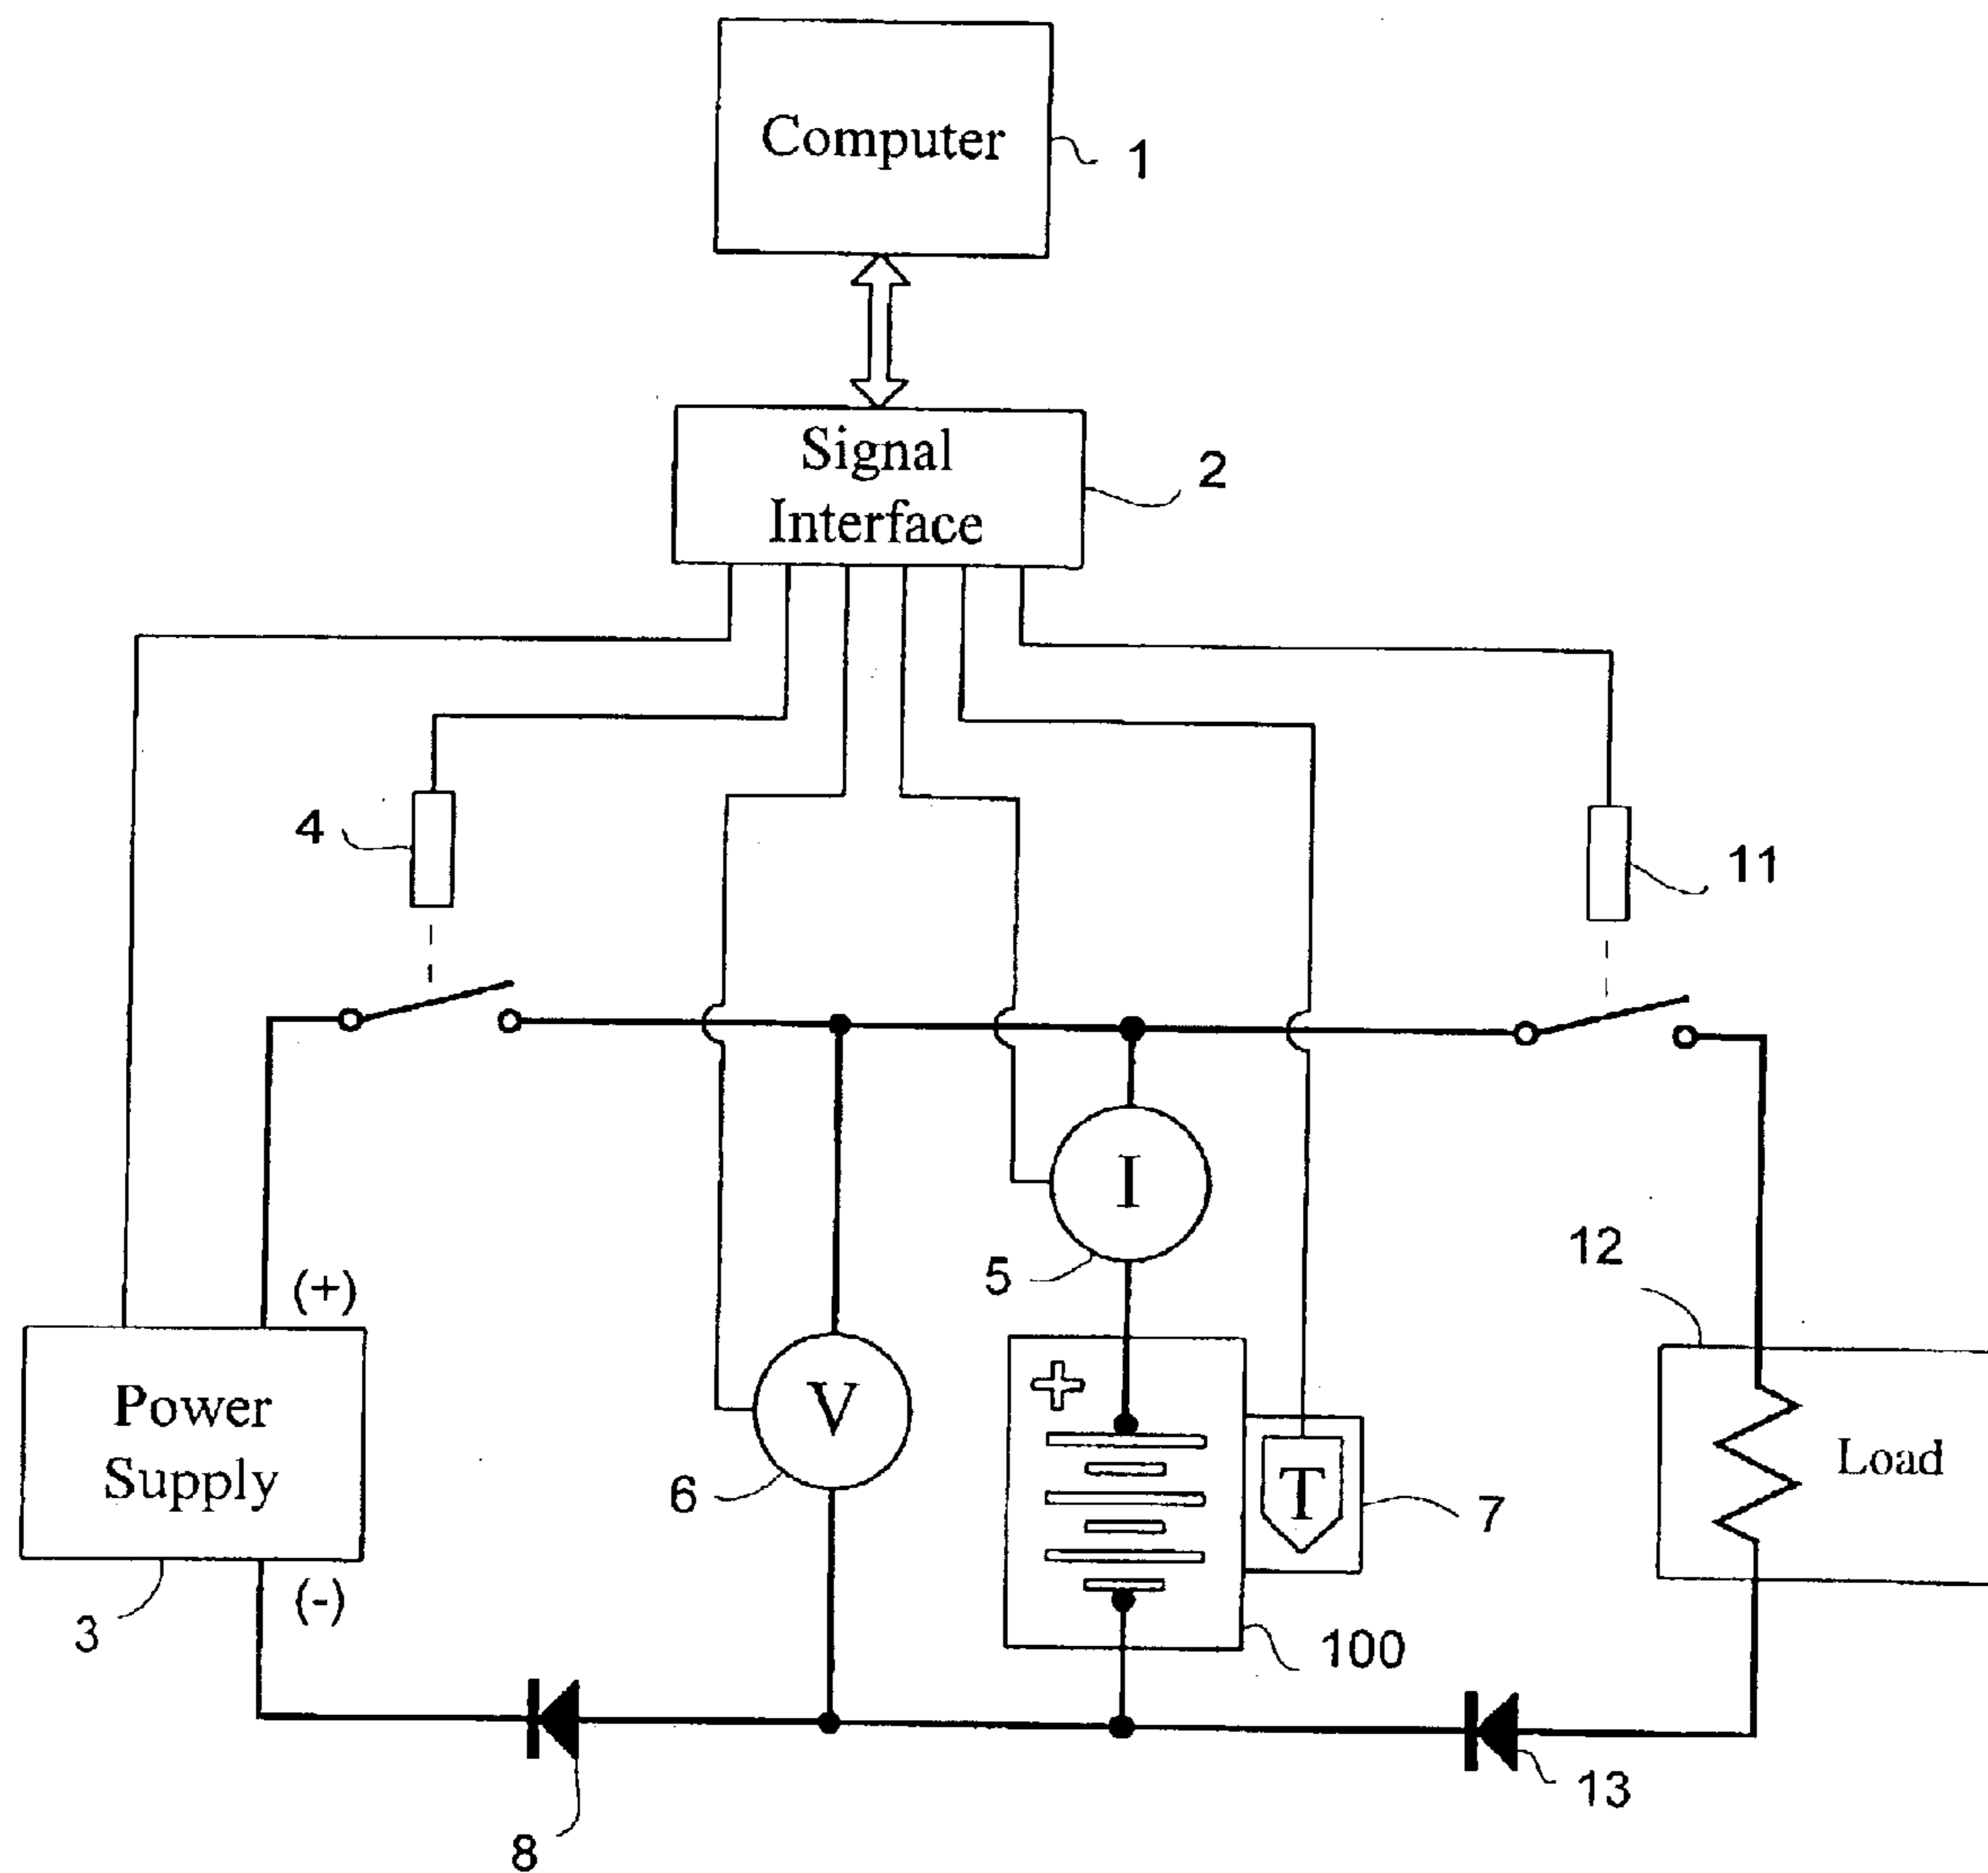 Computer
1
Signal
Interface
2
4
11
I
5
12
(+)
Power
Supply
V
6
T
7
Load
3
(-)
100
8
13